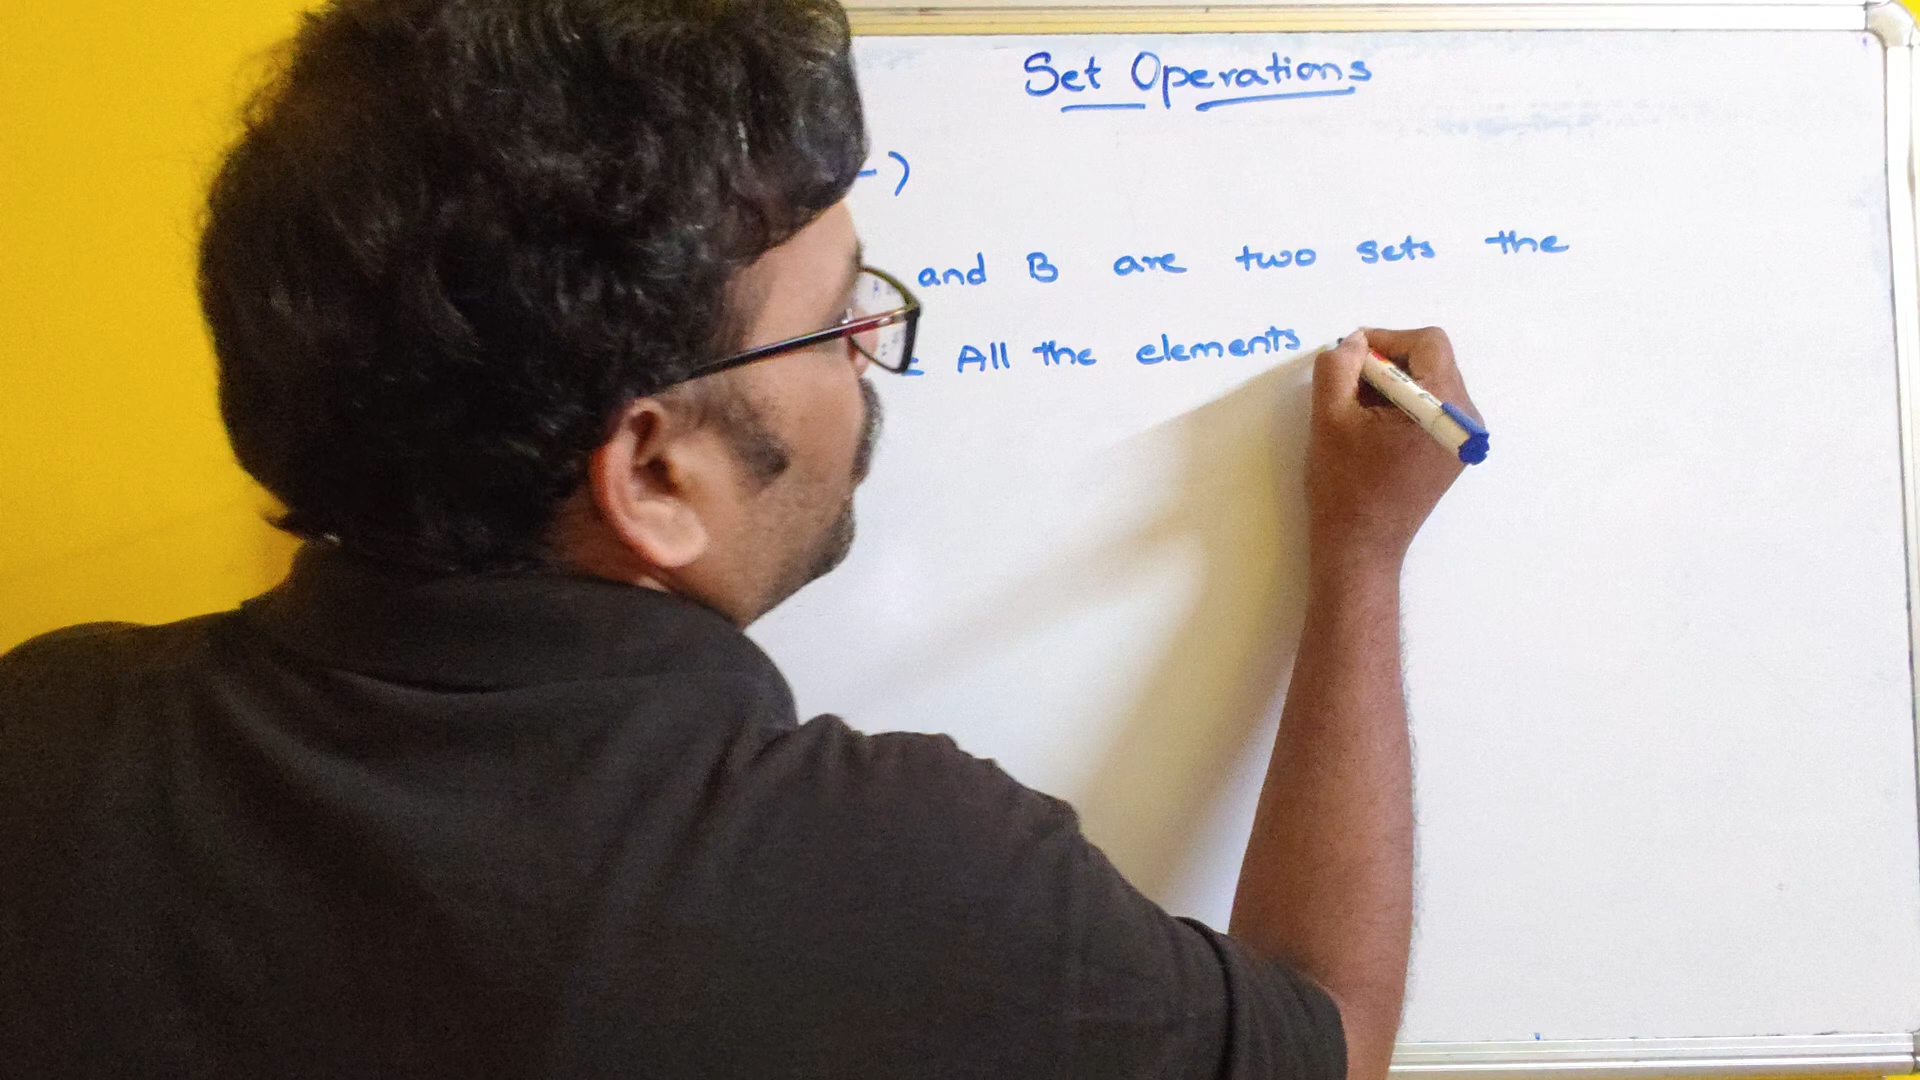 Set Operations
-)
and B are two sets the
All the elements